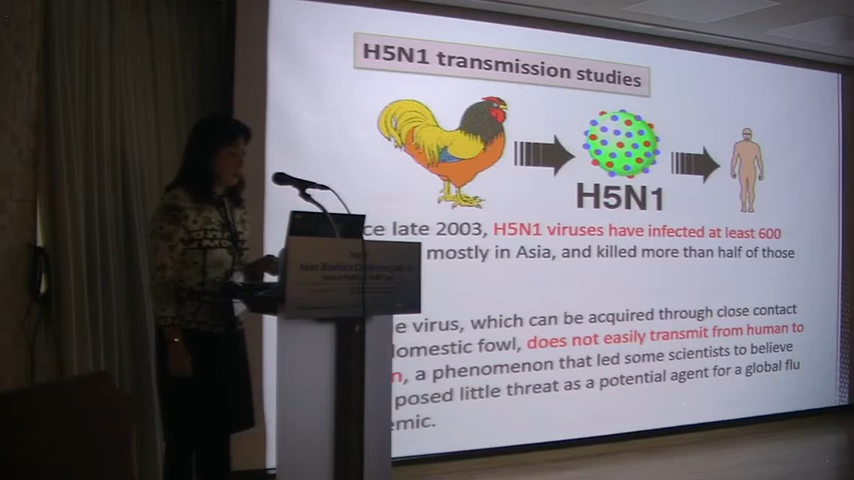 H5N1 transmission studies
H5N1
ce late 2003, H5N1 viruses have infected at least 600
mostly in Asia, and killed more than half of those
e virus, which can be acquired through close contact
domestic fowl, does not easily transmit from human to
n, a phenomenon that led some scientists to believe
posed little threat as a potential agent for a global flu
emic.
Asian Bioethics Conference